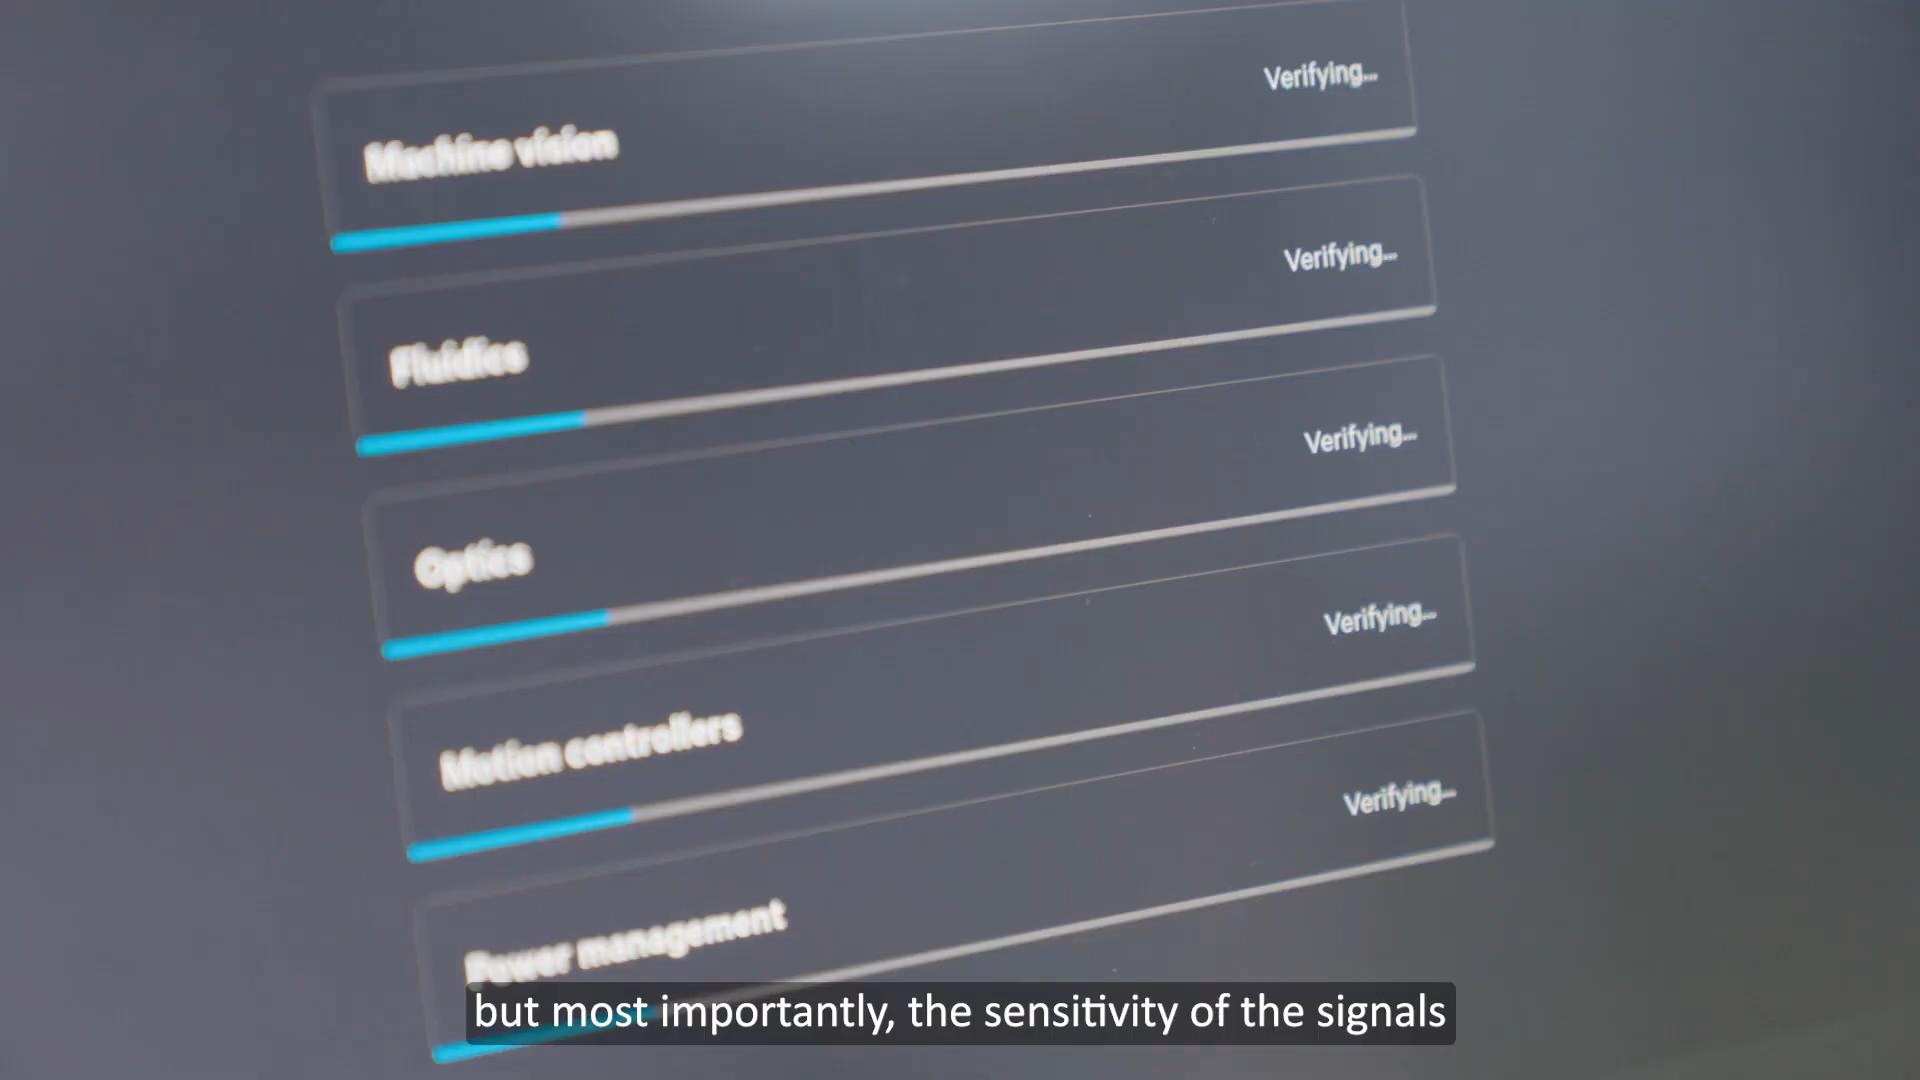 Machine vision
Verifying...
Fluidics
Verifying...
Optics
Verifying...
Motion controllers
Verifying...
Power management
Verifying...
but most importantly, the sensitivity of the signals